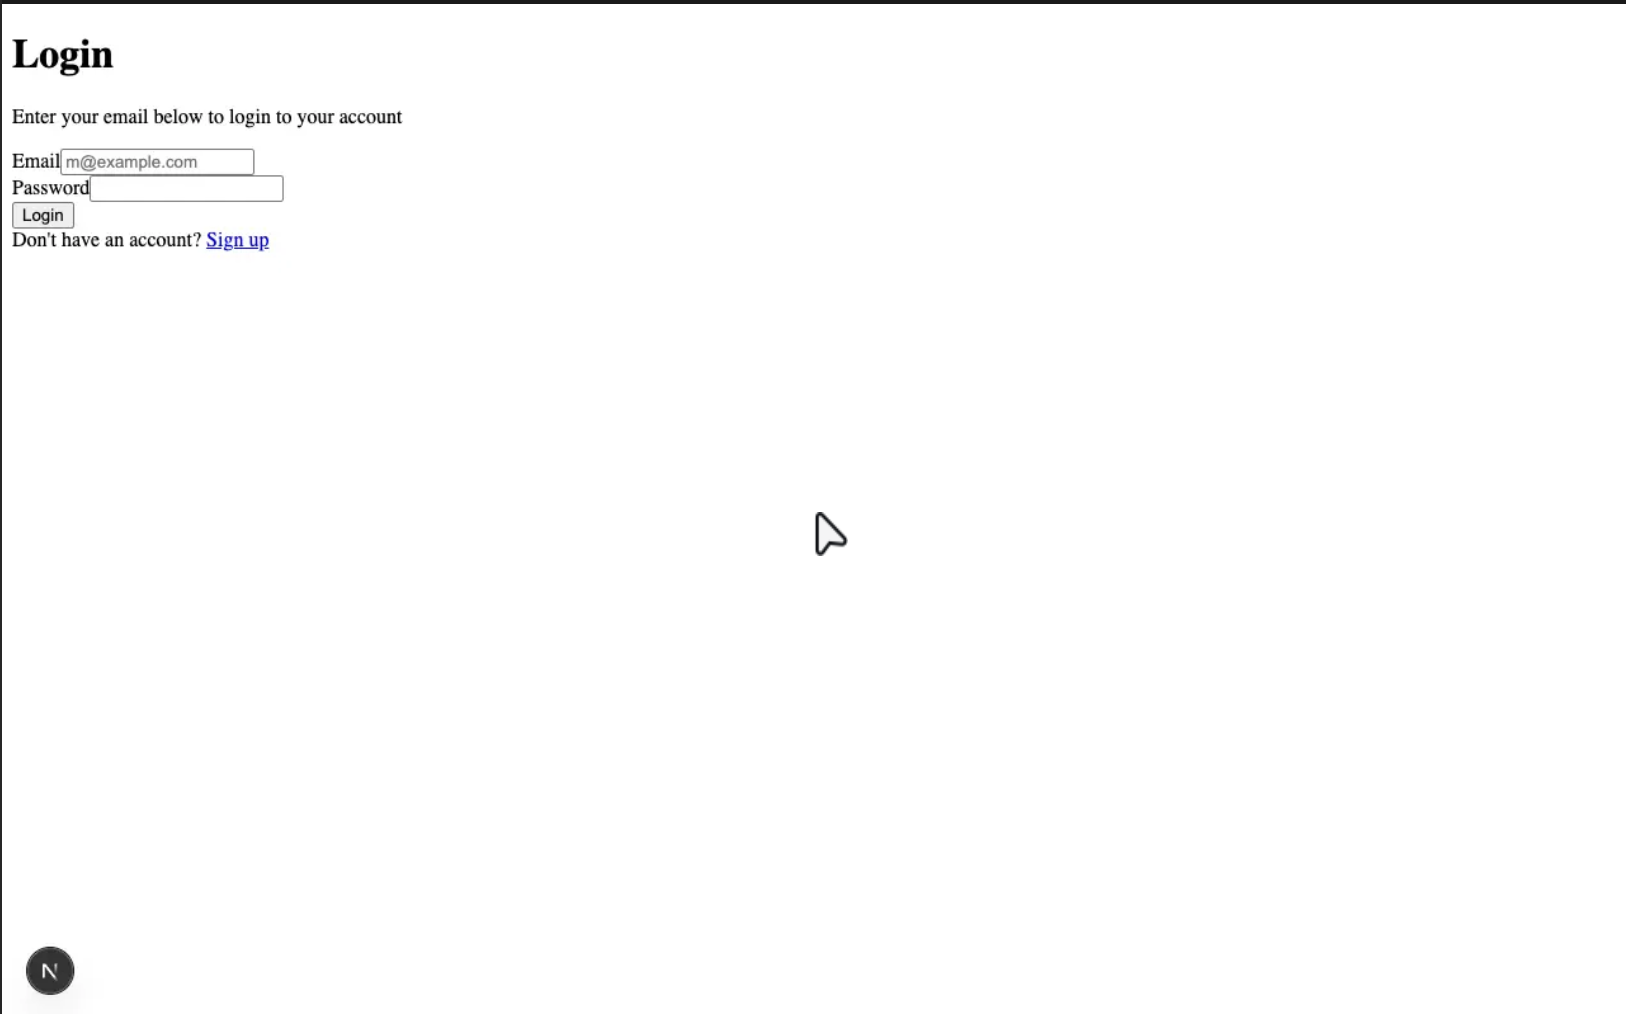 Login
Enter your email below to login to your account
Email m@example.com
Password
Login
Don't have an account? Sign up
N